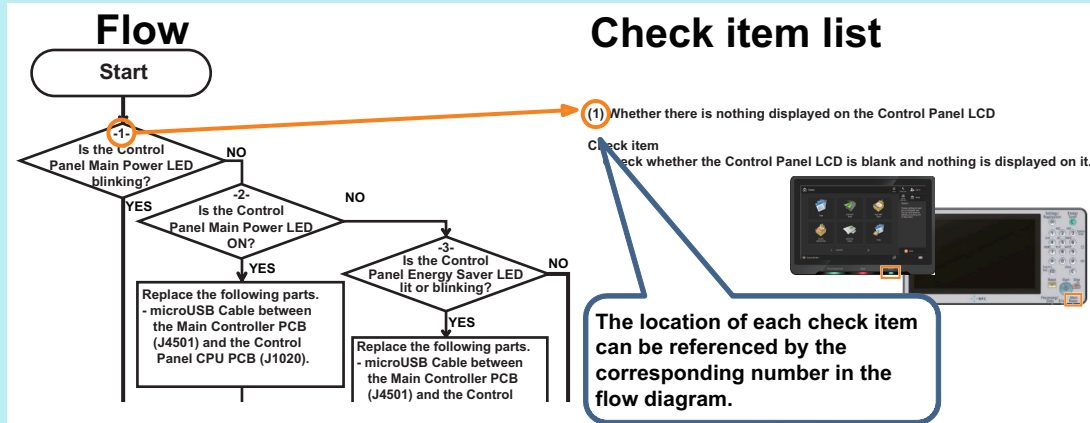 Flow
Check item list
Start
-1-
Is the Control
Panel Main Power LED
blinking?
NO
YES
-2-
Is the Control
Panel Main Power LED
ON?
NO
YES
-3-
Is the Control
Panel Energy Saver LED
lit or blinking?
NO
YES
Replace the following parts.
- microUSB Cable between
the Main Controller PCB
(J4501) and the Control
Panel CPU PCB (J1020).
Replace the following parts.
- microUSB Cable between
the Main Controller PCB
(J4501) and the Control
(1) Whether there is nothing displayed on the Control Panel LCD
Check item
Check whether the Control Panel LCD is blank and nothing is displayed on it.
The location of each check item
can be referenced by the
corresponding number in the
flow diagram.